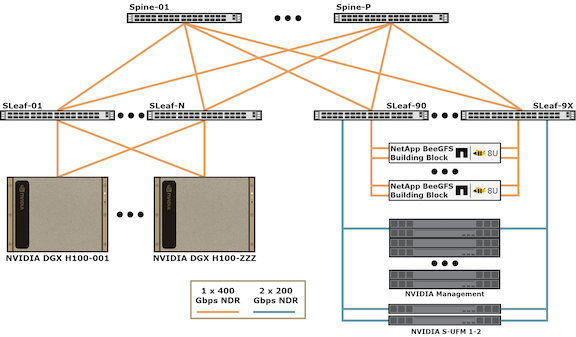 Spine-01
Spine-P
SLeaf-01
SLeaf-N
SLeaf-90
SLeaf-9X
NetApp BeeGFS
Building Block
8U
NetApp BeeGFS
Building Block
8U
NVIDIA DGX H100-001
NVIDIA DGX H100-ZZZ
NVIDIA Management
1 x 400
Gbps NDR
2 x 200
Gbps NDR
NVIDIA S-UFM 1-2